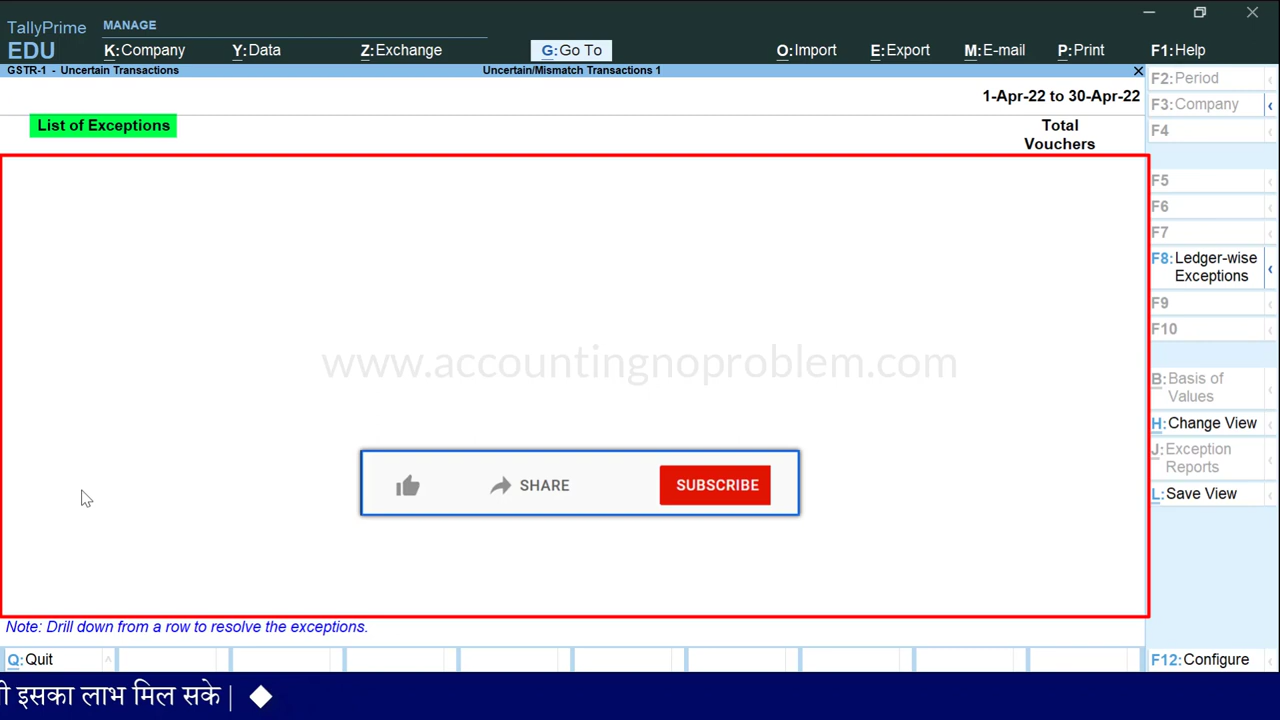 TallyPrime MANAGE
EDU K:Company Y:Data Z:Exchange G:Go To O:Import E:Export M:E-mail P:Print F1:Help
GSTR-1 - Uncertain Transactions Uncertain/Mismatch Transactions 1
F2:Period
1-Apr-22 to 30-Apr-22
F3:Company
List of Exceptions
Total
Vouchers
F4
F5
F6
F7
F8:Ledger-wise
Exceptions
F9
F10
www.accountingnoproblem.com
B:Basis of
Values
H:Change View
J:Exception
Reports
L:Save View
SHARE SUBSCRIBE
Note: Drill down from a row to resolve the exceptions.
Q:Quit F12:Configure
इसका लाभ मिल सके |